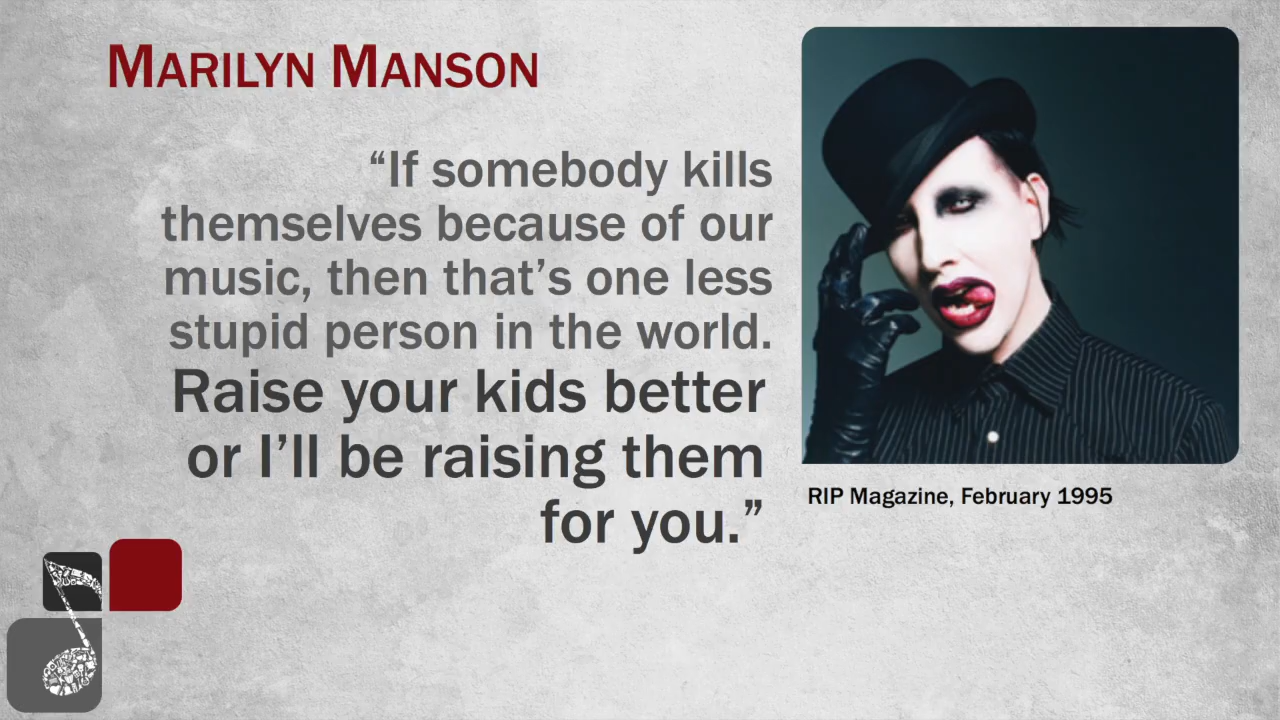 MARILYN MANSON
“If somebody kills
themselves because of our
music, then that’s one less
stupid person in the world.
Raise your kids better
or I’ll be raising them
for you.”
RIP Magazine, February 1995